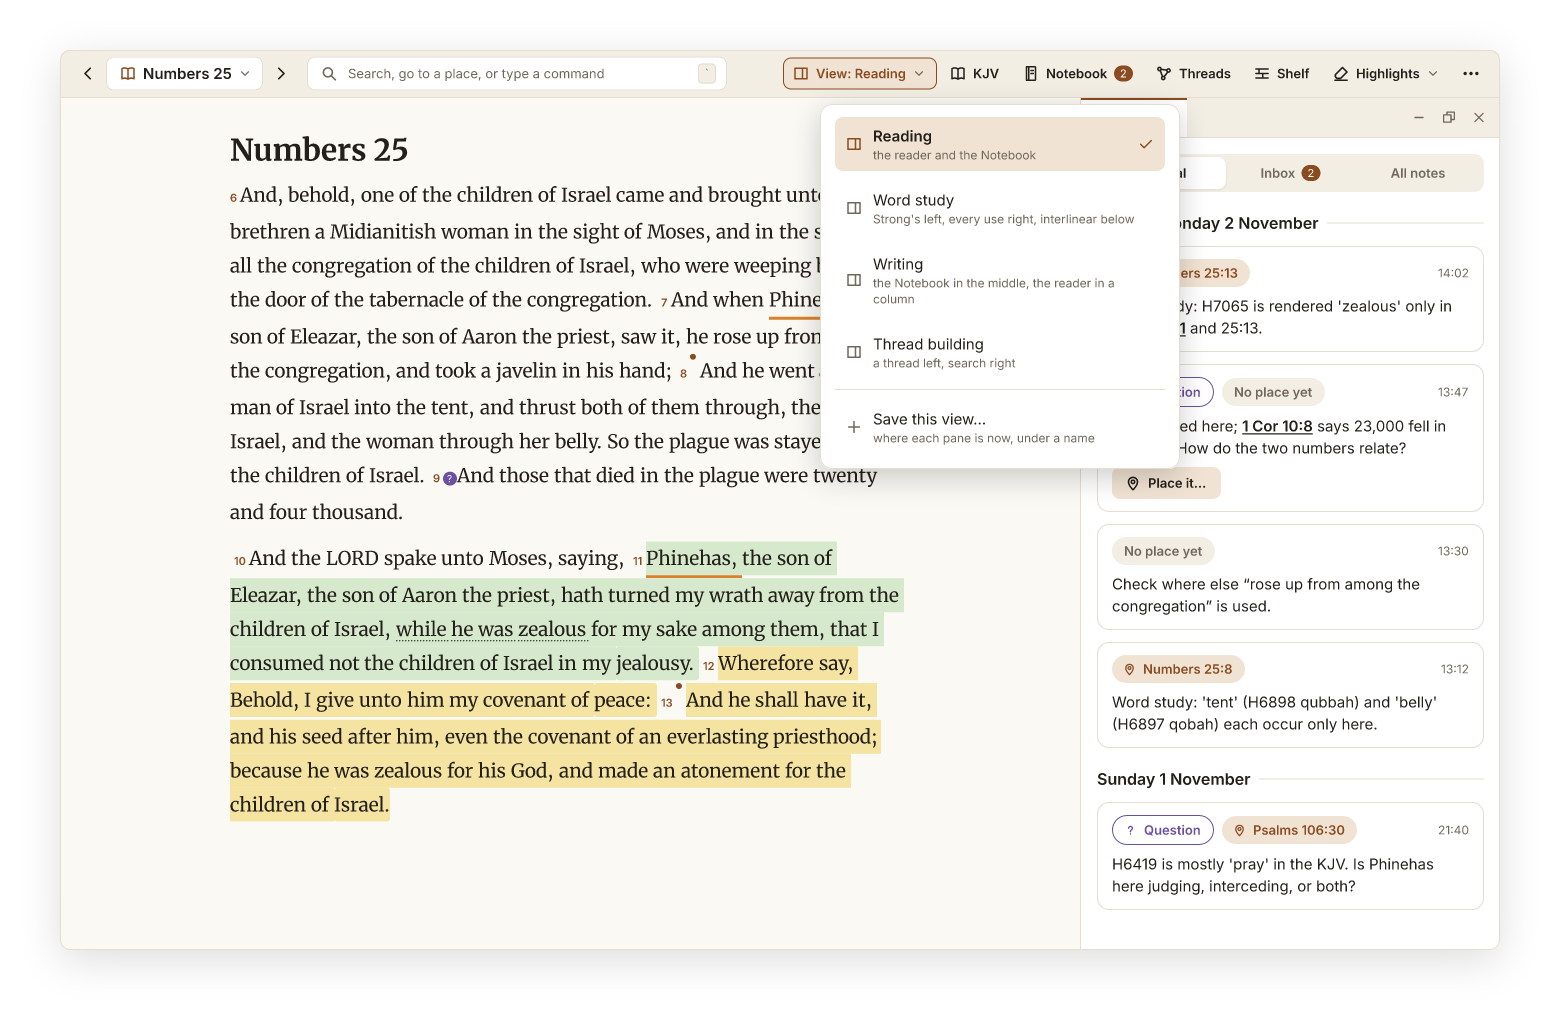 Numbers 25
Search, go to a place, or type a command
View: Reading
KJV
Notebook 2
Threads
Shelf
Highlights
Numbers 25
6 And, behold, one of the children of Israel came and brought
brethren a Midianitish woman in the sight of Moses, and in the
all the congregation of the children of Israel, who were weeping
the door of the tabernacle of the congregation. 7 And when
son of Eleazar, the son of Aaron the priest, saw it, he rose up
the congregation, and took a javelin in his hand; 8 And he went
man of Israel into the tent, and thrust both of them through, the
Israel, and the woman through her belly. So the plague was
the children of Israel. 9 ? And those that died in the plague were twenty
and four thousand.
10 And the LORD spake unto Moses, saying, 11 Phinehas, the son of
Eleazar, the son of Aaron the priest, hath turned my wrath away from the
children of Israel, while he was zealous for my sake among them, that I
consumed not the children of Israel in my jealousy. 12 Wherefore say,
Behold, I give unto him my covenant of peace: 13 And he shall have it,
and his seed after him, even the covenant of an everlasting priesthood;
because he was zealous for his God, and made an atonement for the
children of Israel.
Reading
the reader and the Notebook
Word study
Strong's left, every use right, interlinear below
Writing
the Notebook in the middle, the reader in a
column
Thread building
a thread left, search right
Save this view...
where each pane is now, under a name
Inbox 2
All notes
nday 2 November
ers 25:13
14:02
dy: H7065 is rendered 'zealous' only in
1 and 25:13.
tion
No place yet
13:47
ed here; 1 Cor 10:8 says 23,000 fell in
How do the two numbers relate?
Place it...
No place yet
13:30
Check where else “rose up from among the
congregation” is used.
Numbers 25:8
13:12
Word study: 'tent' (H6898 qubbah) and 'belly'
(H6897 qobah) each occur only here.
Sunday 1 November
? Question
Psalms 106:30
21:40
H6419 is mostly 'pray' in the KJV. Is Phinehas
here judging, interceding, or both?